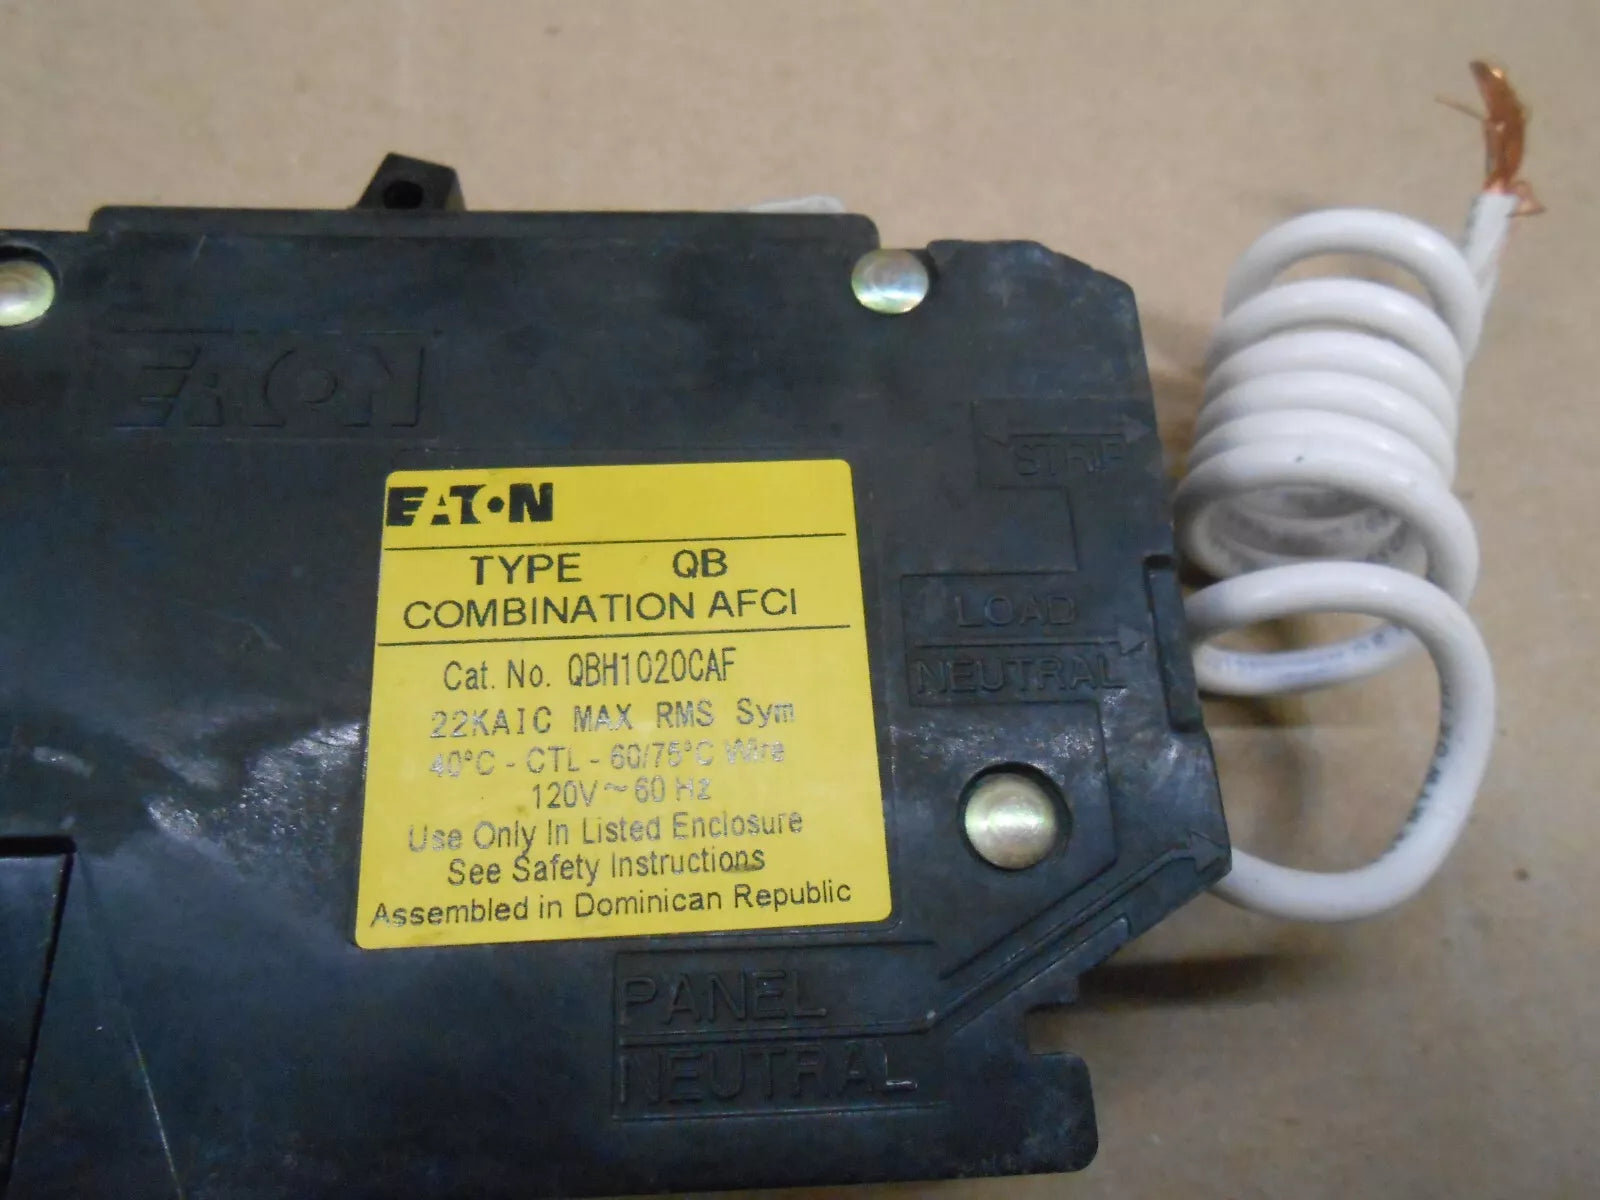 EATON
STRIP
EATON
TYPE QB
COMBINATION AFCI
LOAD
NEUTRAL
Cat. No. QBH1020CAF
22KAIC MAX RMS Sym
40°C - CTL - 60/75°C Wire
120V ~ 60 Hz
Use Only In Listed Enclosure
See Safety Instructions
Assembled in Dominican Republic
PANEL
NEUTRAL